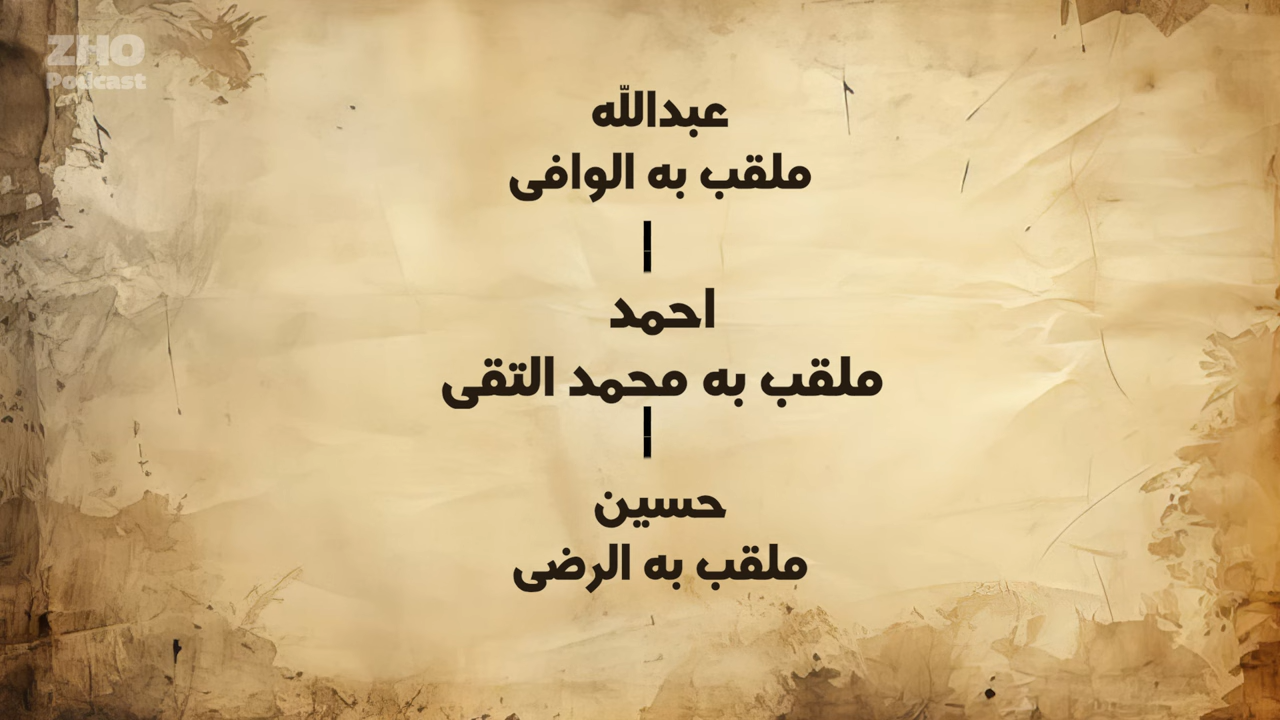 ZHO
Podcast
عبدالله
ملقب به الوافی
احمد
ملقب به محمد التقی
حسین
ملقب به الرضی